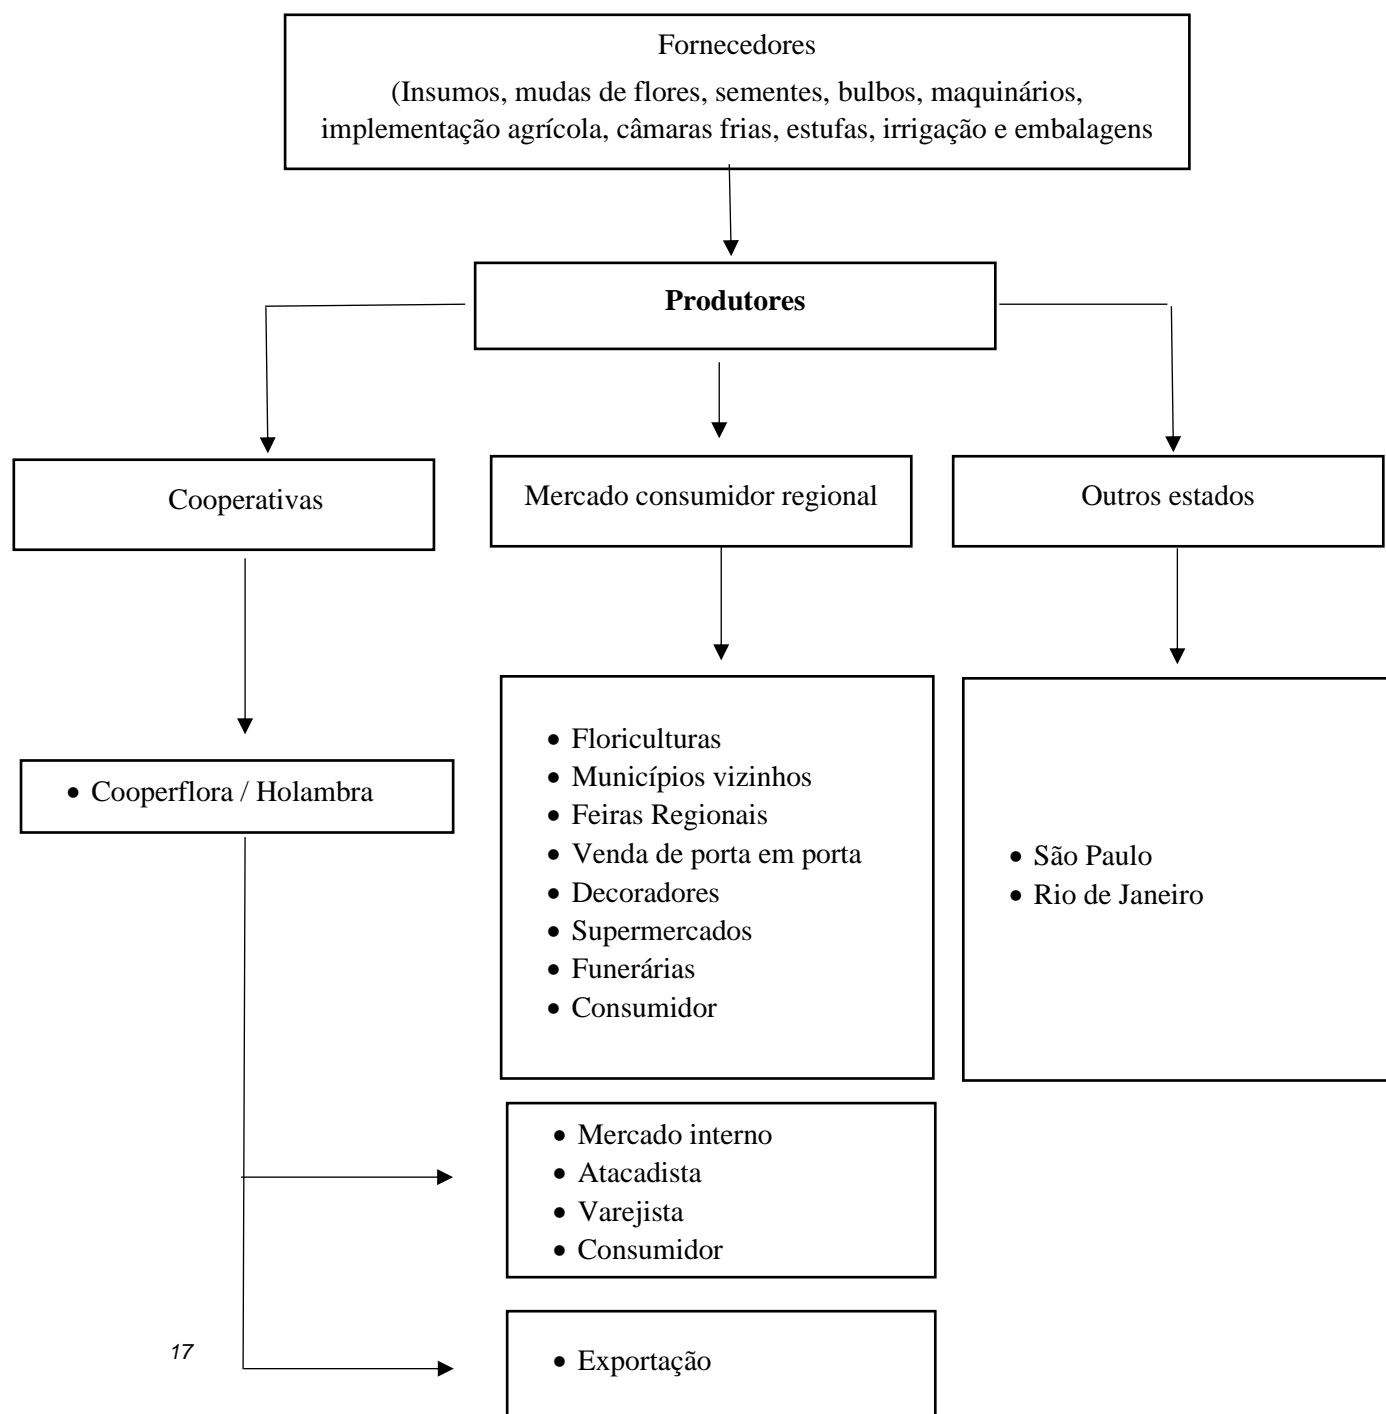 Fornecedores
(Insumos, mudas de flores, sementes, bulbos, maquinários,
implementação agrícola, câmaras frias, estufas, irrigação e embalagens
Produtores
Cooperativas
Mercado consumidor regional
Outros estados
• Cooperflora / Holambra
• Floriculturas
• Municípios vizinhos
• Feiras Regionais
• Venda de porta em porta
• Decoradores
• Supermercados
• Funerárias
• Consumidor
• São Paulo
• Rio de Janeiro
• Mercado interno
• Atacadista
• Varejista
• Consumidor
• Exportação
17